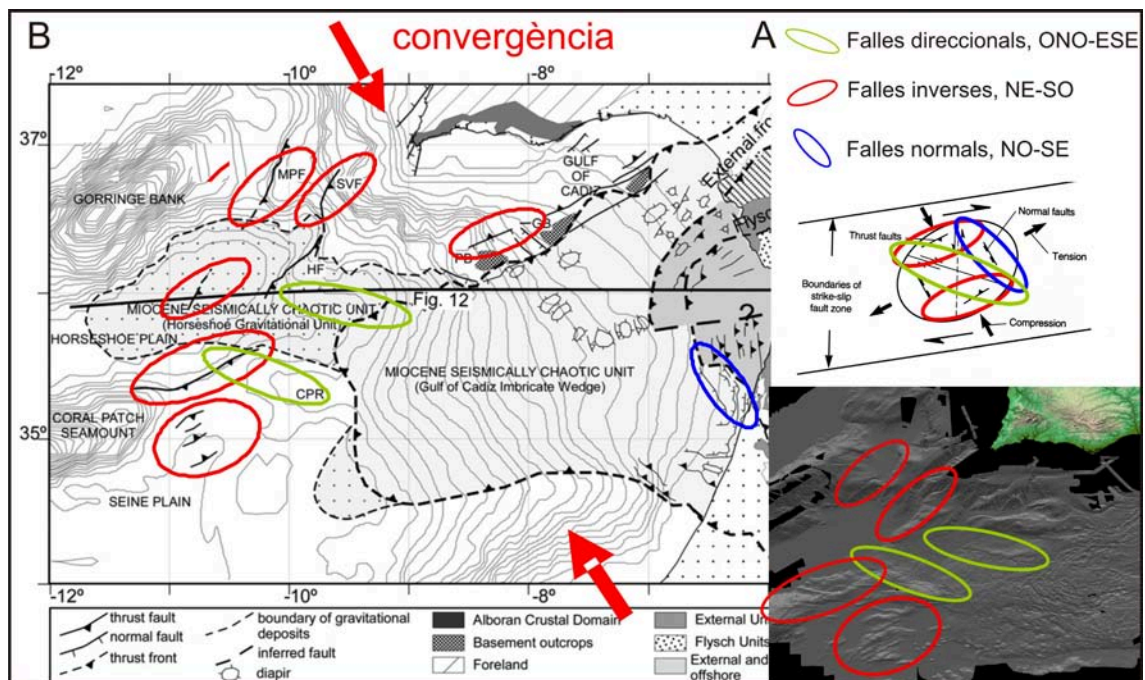 B
convergència
A
-12º
-10º
-8º
37º
35º
GORRINGE BANK
MPF
SVF
GULF
OF
CADIZ
GB
PB
HF
Flysch
Fig. 12
MIOCENE SEISMICALLY CHAOTIC UNIT
(Horseshoe Gravitational Unit)
HORSESHOE PLAIN
MIOCENE SEISMICALLY CHAOTIC UNIT
(Gulf of Cadiz Imbricate Wedge)
?
CPR
CORAL PATCH
SEAMOUNT
SEINE PLAIN
-12º
-10º
-8º
thrust fault
normal fault
thrust front
boundary of gravitational
deposits
inferred fault
diapir
Alboran Crustal Domain
Basement outcrops
Foreland
Flysch Units
External and
offshore
Falles direccionals, ONO-ESE
Falles inverses, NE-SO
Falles normals, NO-SE
Normal faults
Thrust faults
Tension
Boundaries of
strike-slip
fault zone
Compression